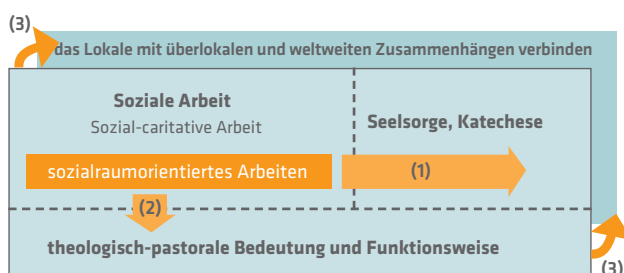 (3)
das Lokale mit überlokalen und weltweiten Zusammenhängen verbinden
Soziale Arbeit
Sozial-caritative Arbeit
Seelsorge, Katechese
sozialraumorientiertes Arbeiten
(1)
(2)
theologisch-pastorale Bedeutung und Funktionsweise
(3)